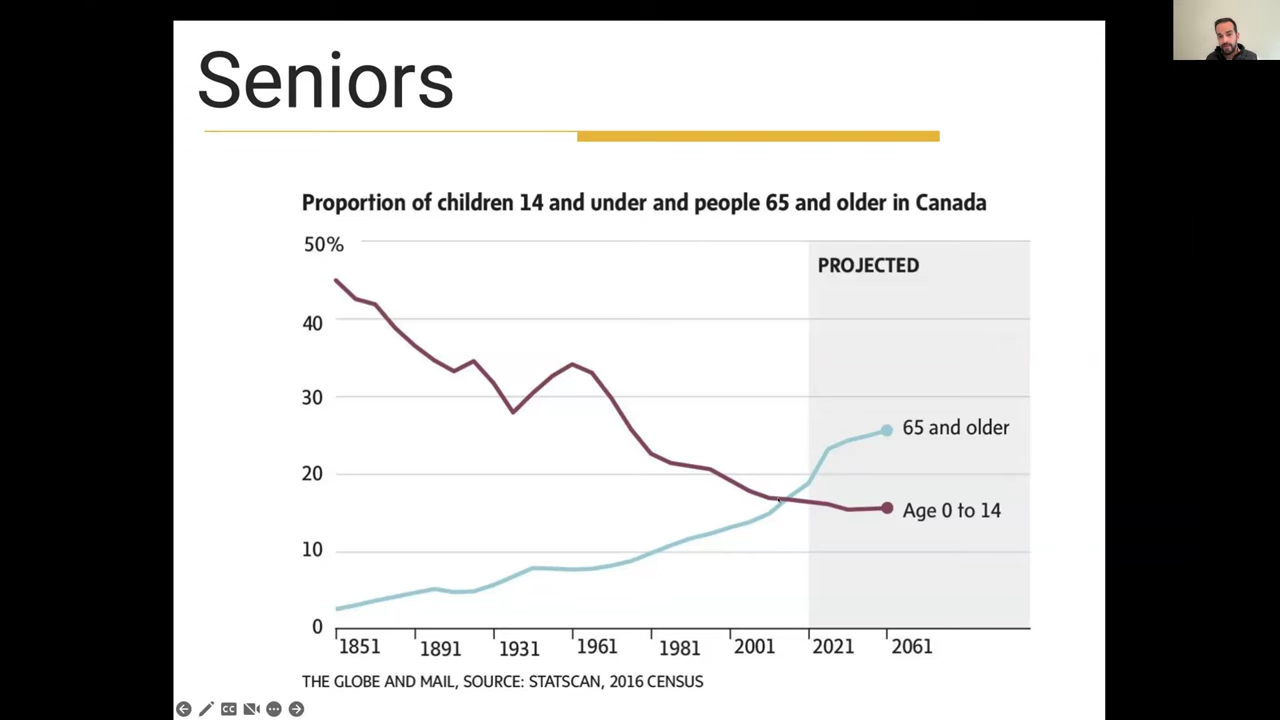 Seniors
Proportion of children 14 and under and people 65 and older in Canada
50%
PROJECTED
40
30
65 and older
20
Age 0 to 14
10
0
1851 1891 1931 1961 1981 2001 2021 2061
THE GLOBE AND MAIL, SOURCE: STATSCAN, 2016 CENSUS
CC